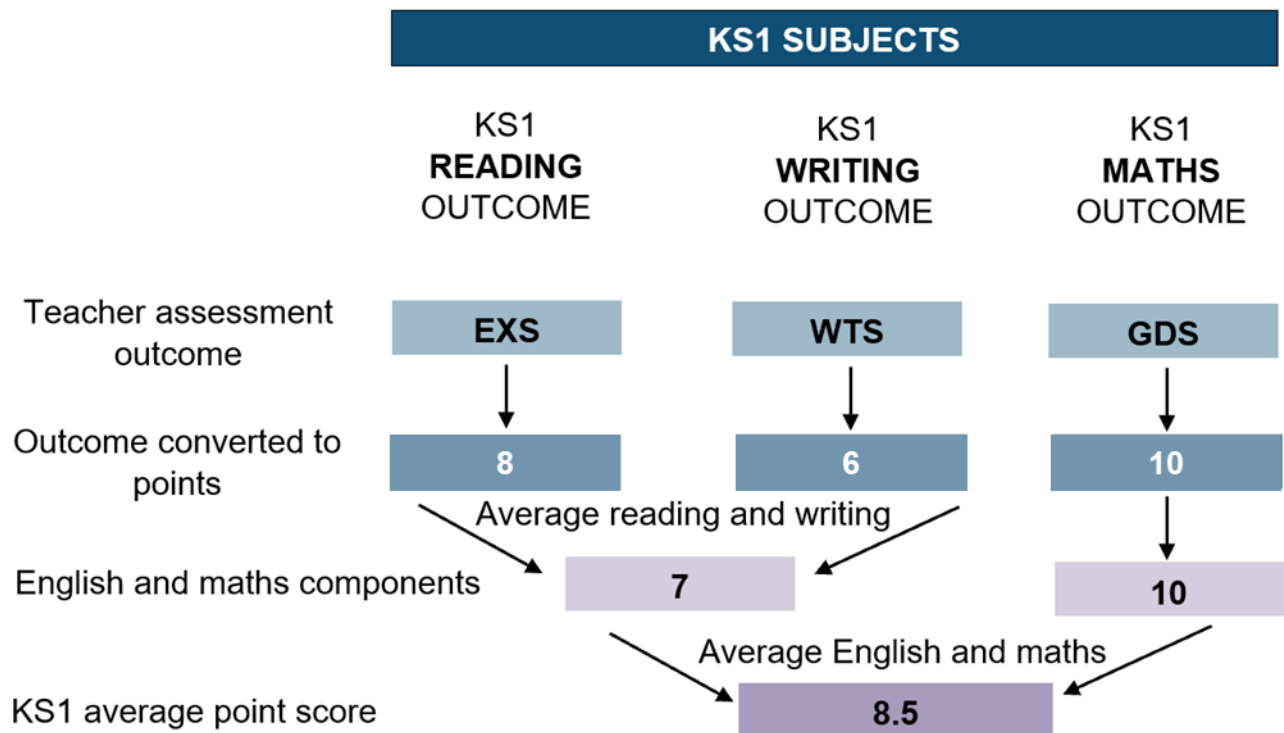 KS1 SUBJECTS
KS1
READING
OUTCOME
KS1
WRITING
OUTCOME
KS1
MATHS
OUTCOME
Teacher assessment
outcome
EXS
WTS
GDS
Outcome converted to
points
8
6
10
Average reading and writing
English and maths components
7
10
Average English and maths
KS1 average point score
8.5